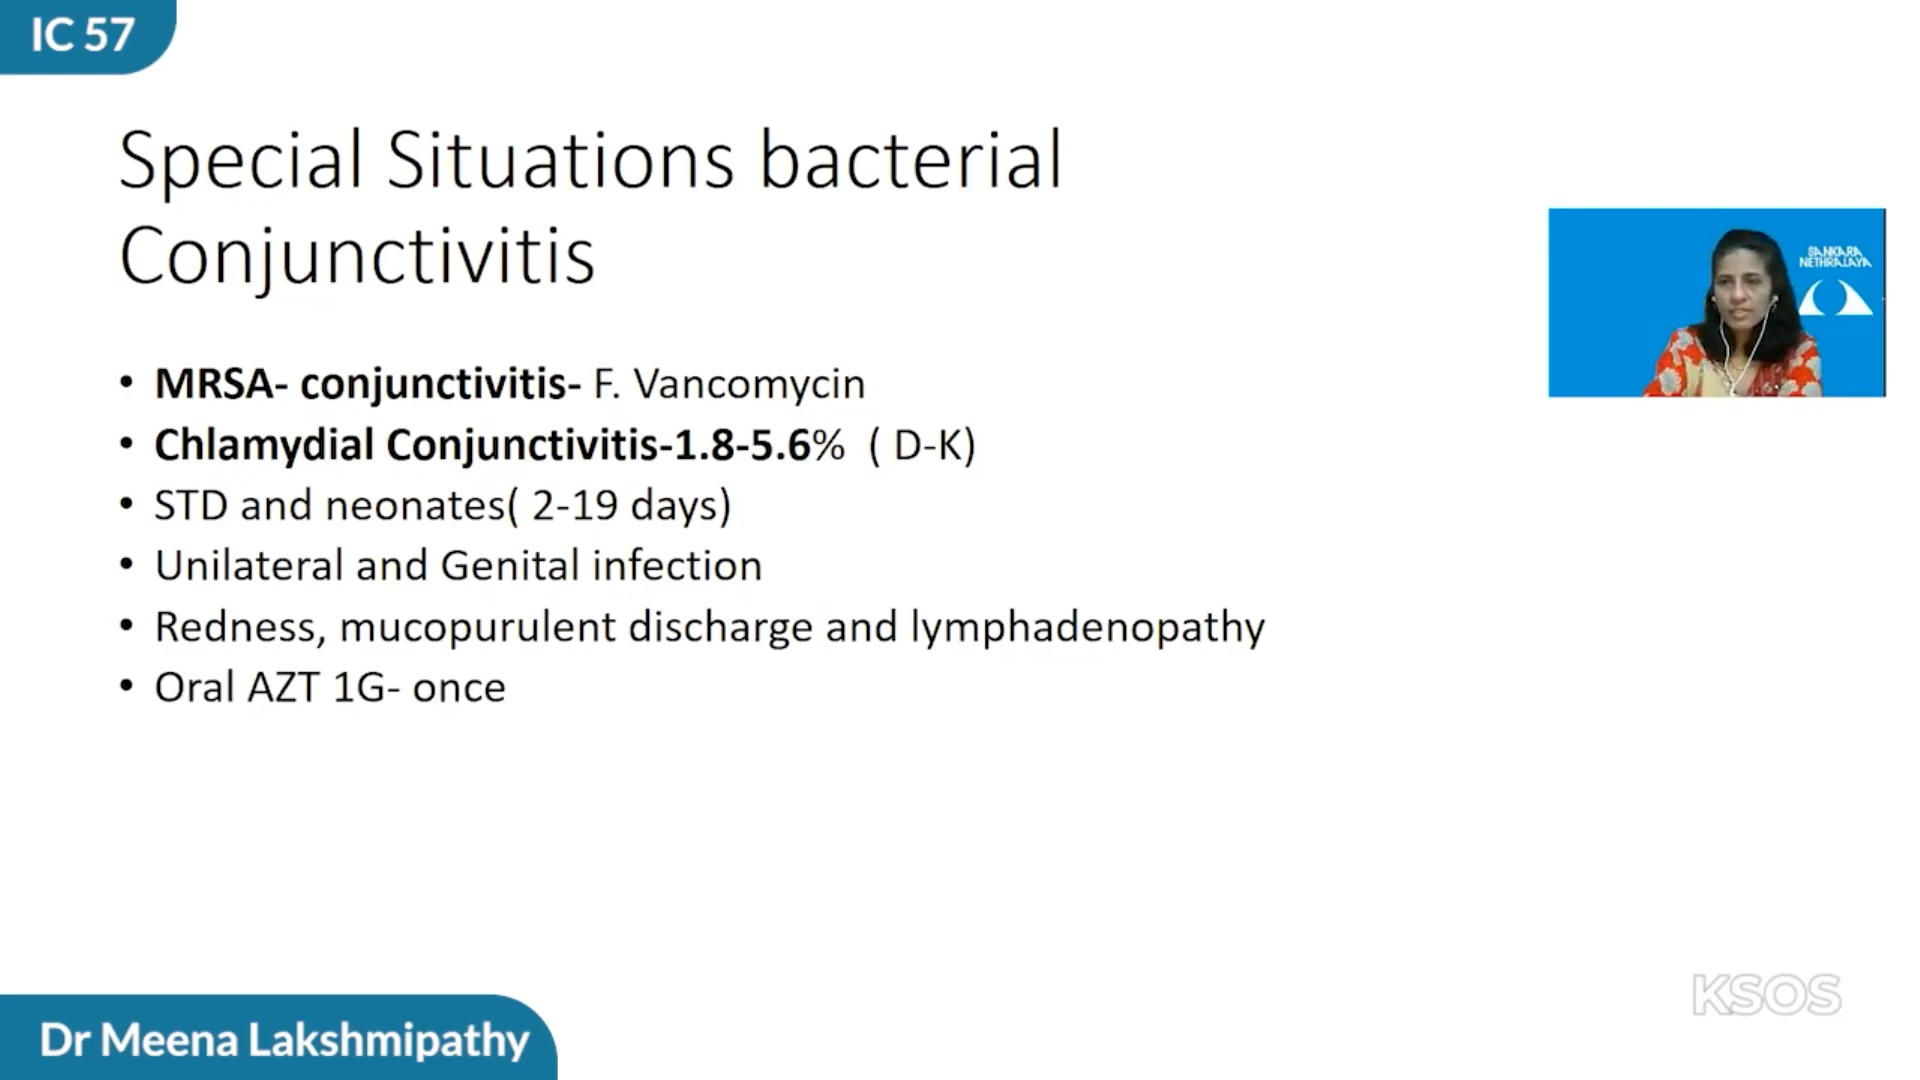 IC 57
Special Situations bacterial
Conjunctivitis
SANKARA
NETHRALAYA
• MRSA- conjunctivitis- F. Vancomycin
• Chlamydial Conjunctivitis-1.8-5.6% ( D-K)
• STD and neonates( 2-19 days)
• Unilateral and Genital infection
• Redness, mucopurulent discharge and lymphadenopathy
• Oral AZT 1G- once
KSOS
Dr Meena Lakshmipathy